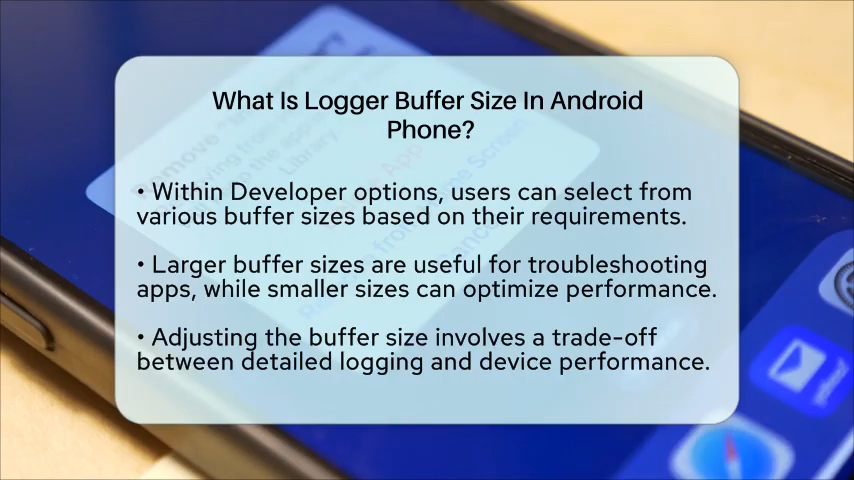 What Is Logger Buffer Size In Android
Phone?
• Within Developer options, users can select from
various buffer sizes based on their requirements.
• Larger buffer sizes are useful for troubleshooting
apps, while smaller sizes can optimize performance.
• Adjusting the buffer size involves a trade-off
between detailed logging and device performance.